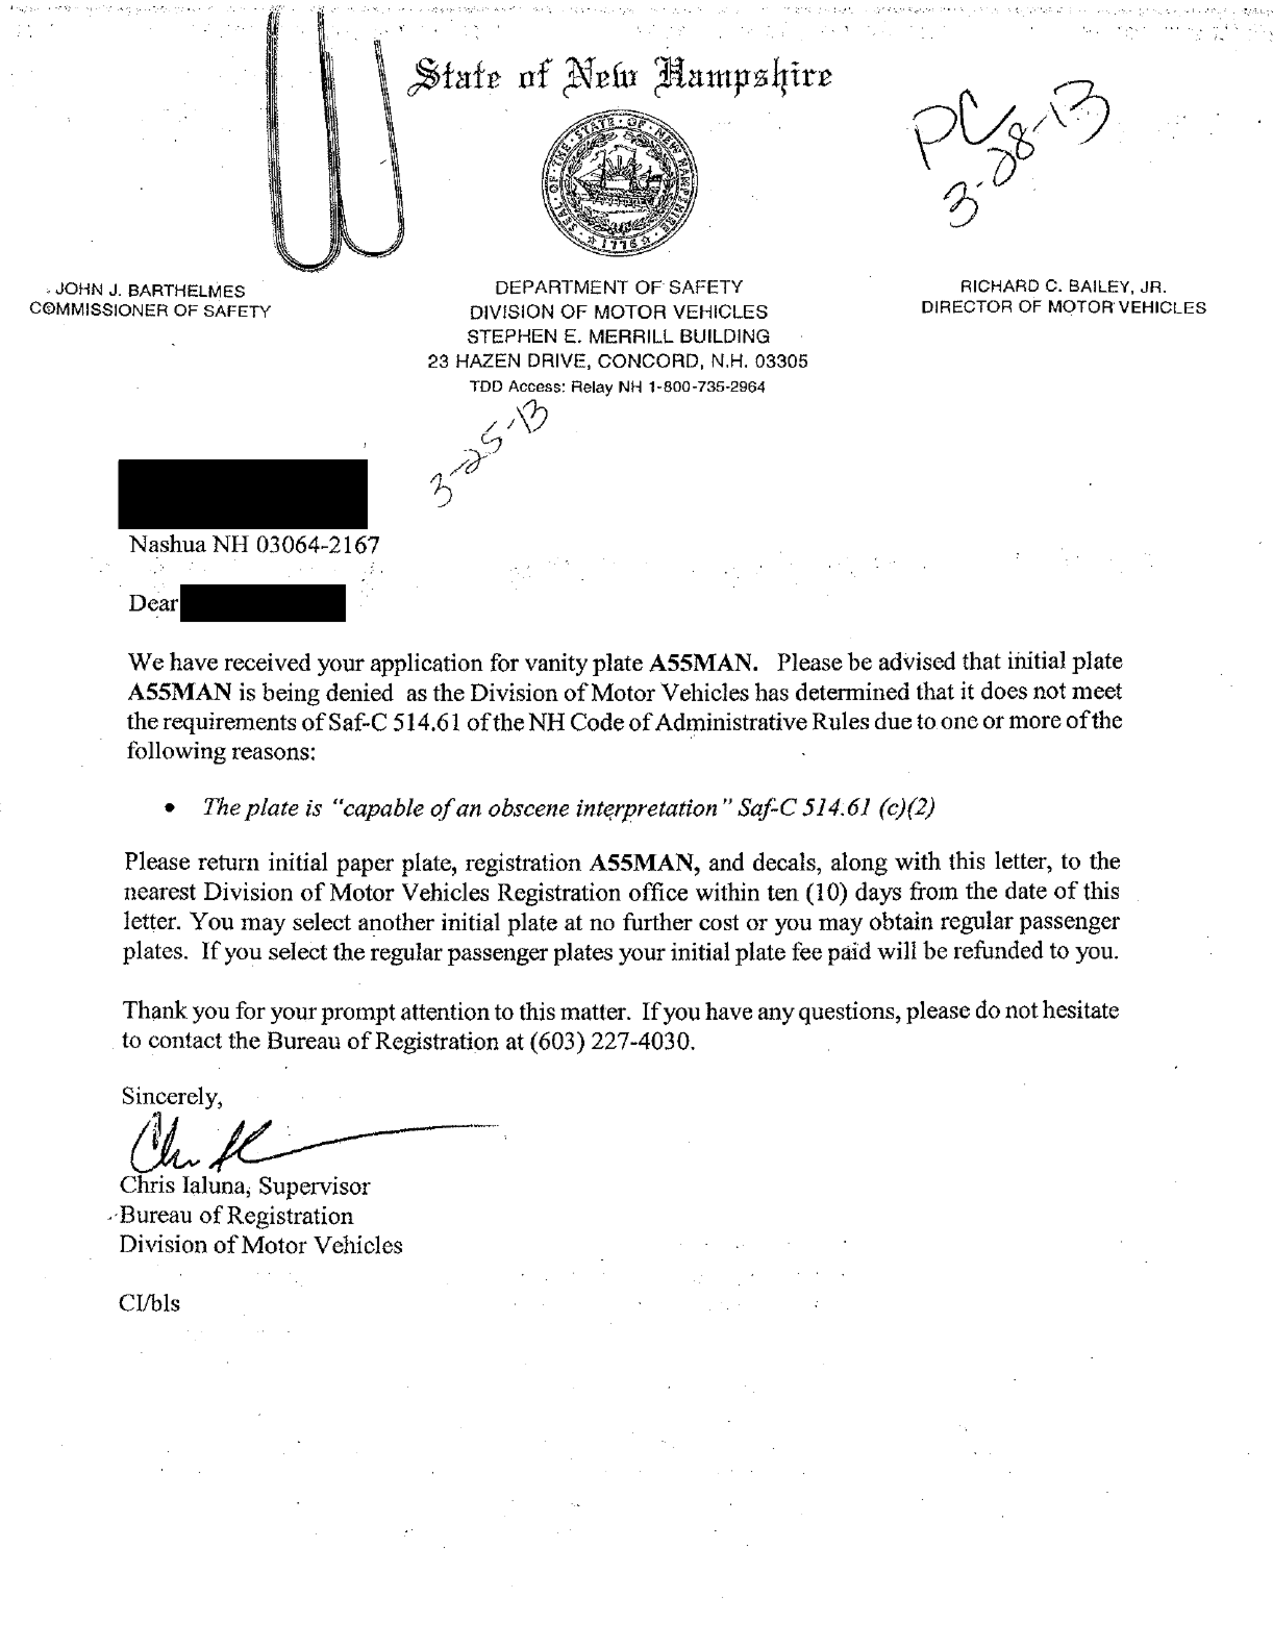 State of New Hampshire
PC
3-28-13
SEAL · OF · THE · STATE · OF · NEW HAMPSHIRE
1776
JOHN J. BARTHELMES
COMMISSIONER OF SAFETY
DEPARTMENT OF SAFETY
DIVISION OF MOTOR VEHICLES
STEPHEN E. MERRILL BUILDING
23 HAZEN DRIVE, CONCORD, N.H. 03305
TDD Access: Relay NH 1-800-735-2964
RICHARD C. BAILEY, JR.
DIRECTOR OF MOTOR VEHICLES
3-25-13
Nashua NH 03064-2167
Dear
We have received your application for vanity plate A55MAN. Please be advised that initial plate
A55MAN is being denied as the Division of Motor Vehicles has determined that it does not meet
the requirements of Saf-C 514.61 of the NH Code of Administrative Rules due to one or more of the
following reasons:
• The plate is "capable of an obscene interpretation" Saf-C 514.61 (c)(2)
Please return initial paper plate, registration A55MAN, and decals, along with this letter, to the
nearest Division of Motor Vehicles Registration office within ten (10) days from the date of this
letter. You may select another initial plate at no further cost or you may obtain regular passenger
plates. If you select the regular passenger plates your initial plate fee paid will be refunded to you.
Thank you for your prompt attention to this matter. If you have any questions, please do not hesitate
to contact the Bureau of Registration at (603) 227-4030.
Sincerely,
Chris Ialuna, Supervisor
Bureau of Registration
Division of Motor Vehicles
CI/bls